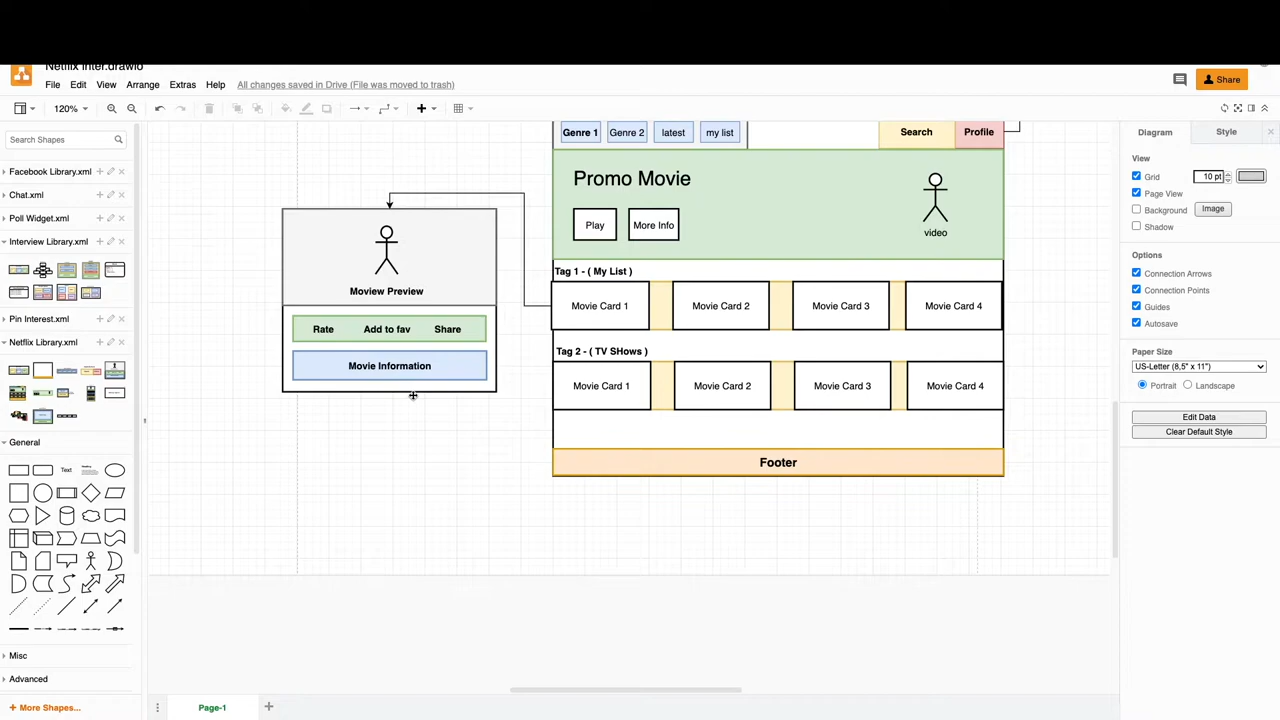 Netflix Inter.drawio
File Edit View Arrange Extras Help All changes saved in Drive (File was moved to trash)
Share
120%
Search Shapes
Facebook Library.xml
Chat.xml
Poll Widget.xml
Interview Library.xml
Pin Interest.xml
Netflix Library.xml
General
Text
Heading
Misc
Advanced
More Shapes...
Genre 1 Genre 2 latest my list Search Profile
Promo Movie
Play More Info
video
Tag 1 - ( My List )
Movie Card 1 Movie Card 2 Movie Card 3 Movie Card 4
Tag 2 - ( TV SHows )
Movie Card 1 Movie Card 2 Movie Card 3 Movie Card 4
Footer
Moview Preview
Rate Add to fav Share
Movie Information
Diagram Style
View
Grid 10 pt
Page View
Background Image
Shadow
Options
Connection Arrows
Connection Points
Guides
Autosave
Paper Size
US-Letter (8,5" x 11")
Portrait Landscape
Edit Data
Clear Default Style
Page-1